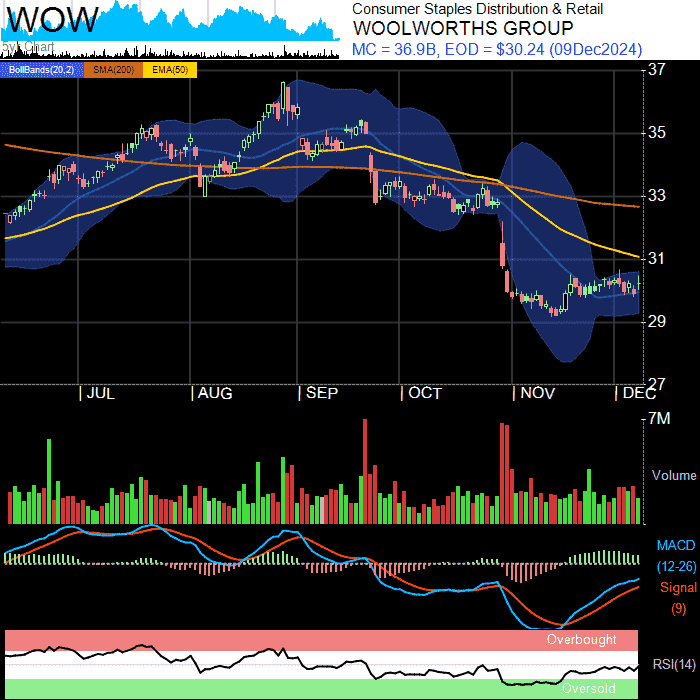 WOW
Consumer Staples Distribution & Retail
WOOLWORTHS GROUP
MC = 36.9B, EOD = $30.24 (09Dec2024)
BollBands(20,2) SMA(200) EMA(50)
37
35
33
31
29
27
JUL AUG SEP OCT NOV DEC
7M
Volume
MACD
(12-26)
Signal
(9)
Overbought
RSI(14)
Oversold